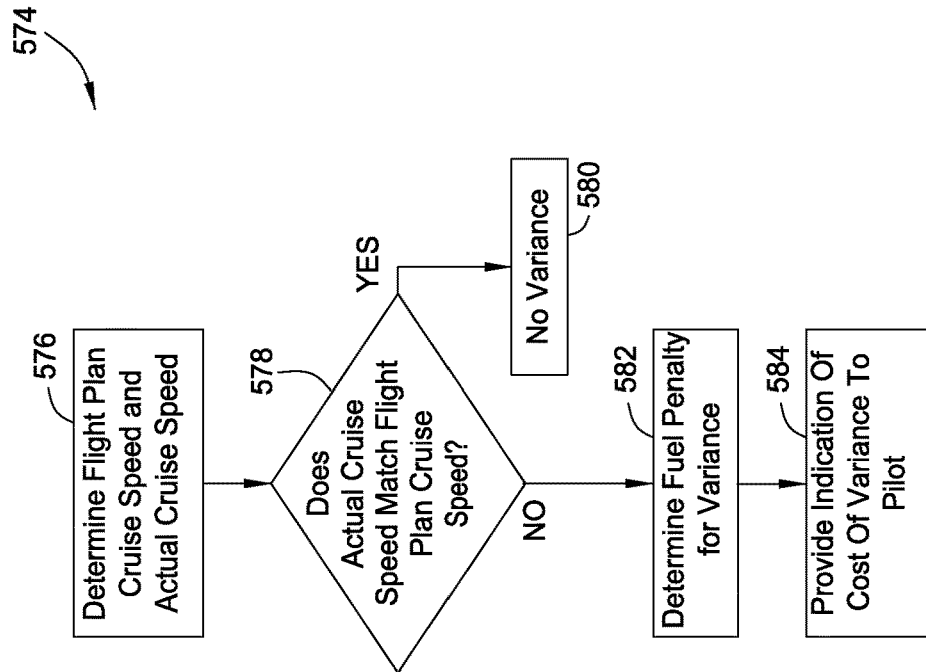 574
576
Determine Flight Plan
Cruise Speed and
Actual Cruise Speed
578
Does
Actual Cruise
Speed Match Flight
Plan Cruise
Speed?
YES
No Variance
580
NO
582
Determine Fuel Penalty
for Variance
584
Provide Indication Of
Cost Of Variance To
Pilot